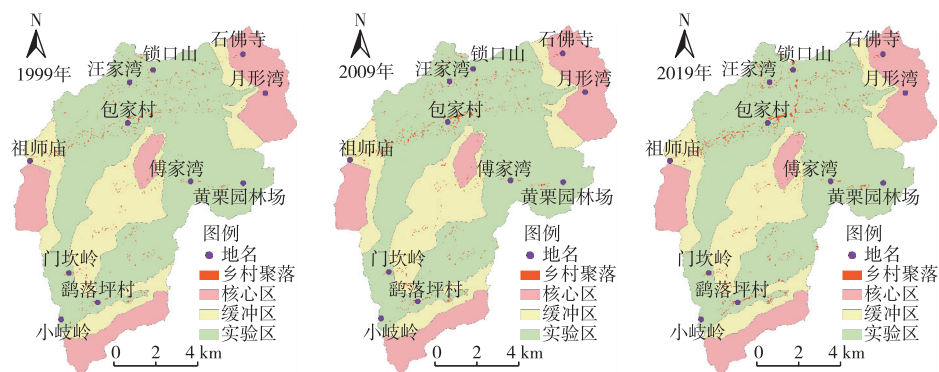 N
1999年
石佛寺
锁口山
汪家湾
月形湾
包家村
祖师庙
傅家湾
黄栗园林场
门坎岭
鹞落坪村
小岐岭
图例
地名
乡村聚落
核心区
缓冲区
实验区
0 2 4 km
N
2009年
石佛寺
锁口山
汪家湾
月形湾
包家村
祖师庙
傅家湾
黄栗园林场
门坎岭
鹞落坪村
小岐岭
图例
地名
乡村聚落
核心区
缓冲区
实验区
0 2 4 km
N
2019年
石佛寺
锁口山
汪家湾
月形湾
包家村
祖师庙
傅家湾
黄栗园林场
门坎岭
鹞落坪村
小岐岭
图例
地名
乡村聚落
核心区
缓冲区
实验区
0 2 4 km